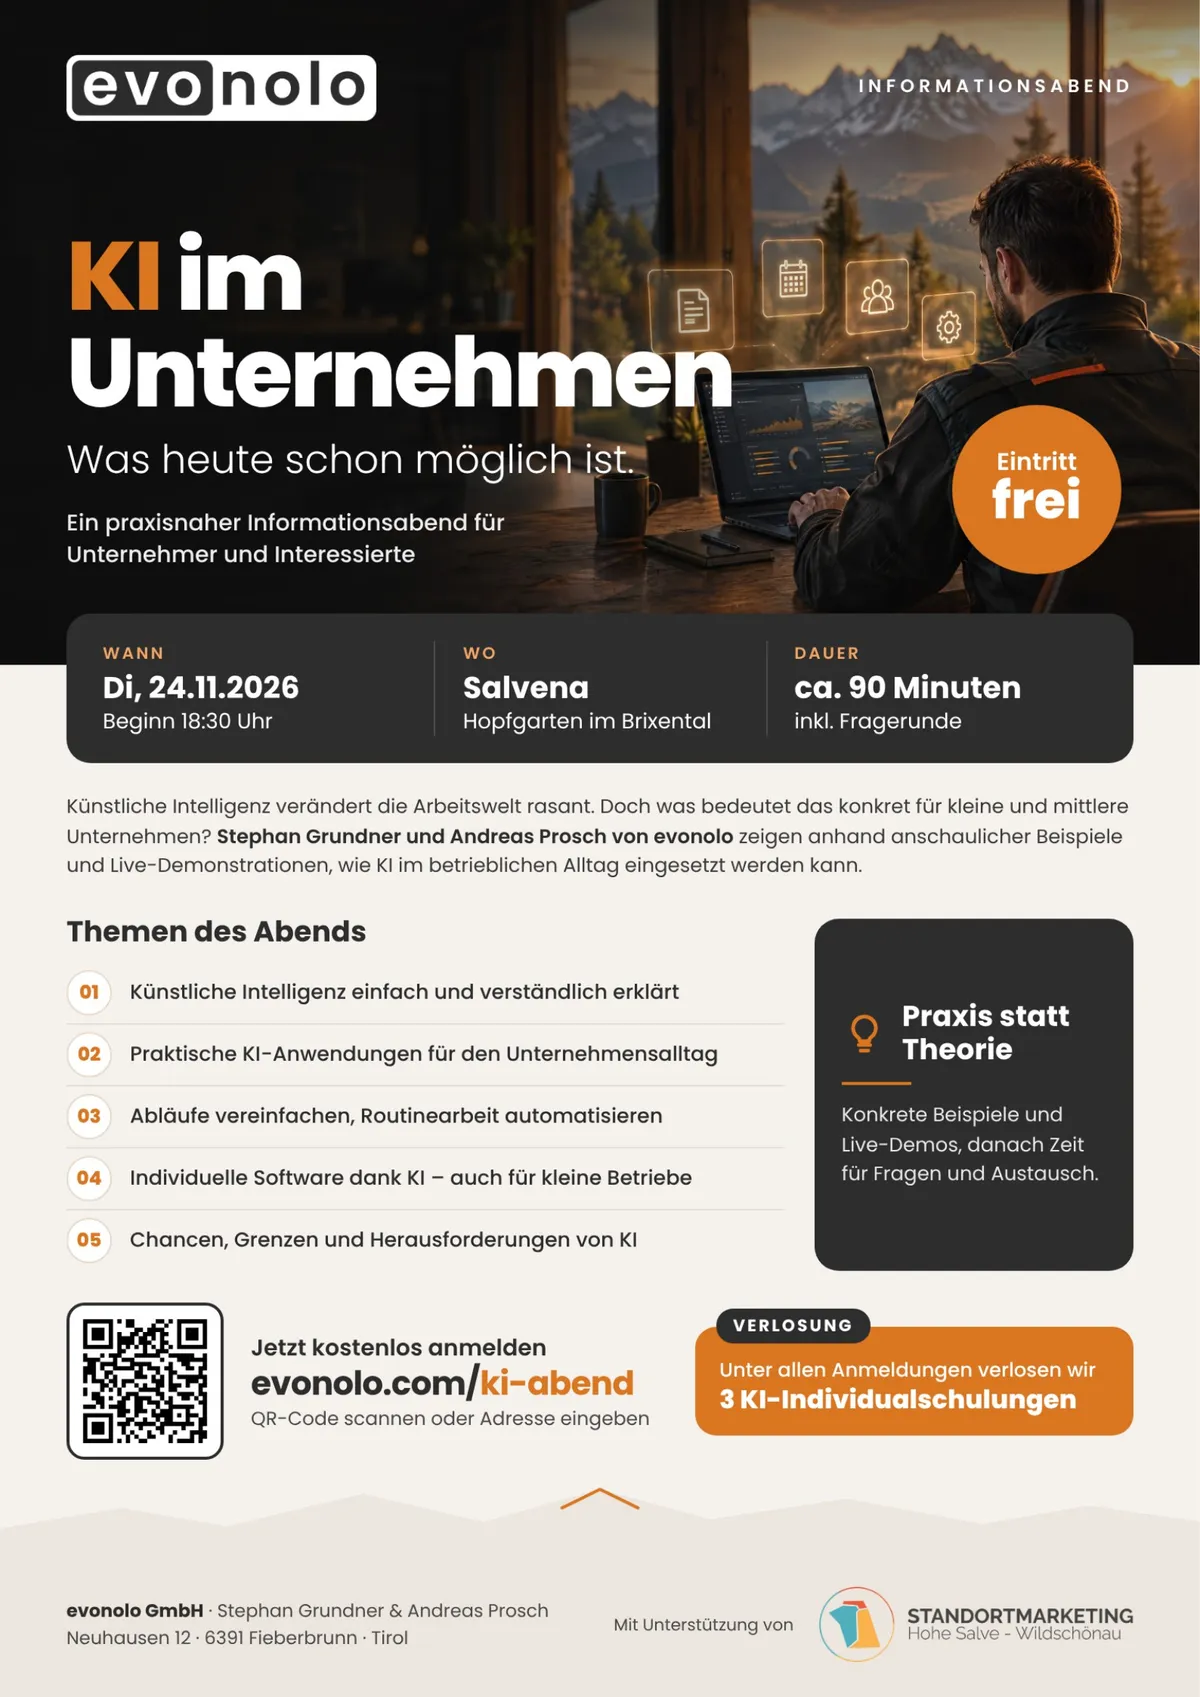 evonolo
INFORMATIONSABEND
KI im
Unternehmen
Was heute schon möglich ist.
Ein praxisnaher Informationsabend für
Unternehmer und Interessierte
Eintritt
frei
WANN
Di, 24.11.2026
Beginn 18:30 Uhr
WO
Salvena
Hopfgarten im Brixental
DAUER
ca. 90 Minuten
inkl. Fragerunde
Künstliche Intelligenz verändert die Arbeitswelt rasant. Doch was bedeutet das konkret für kleine und mittlere
Unternehmen? Stephan Grundner und Andreas Prosch von evonolo zeigen anhand anschaulicher Beispiele
und Live-Demonstrationen, wie KI im betrieblichen Alltag eingesetzt werden kann.
Themen des Abends
01 Künstliche Intelligenz einfach und verständlich erklärt
02 Praktische KI-Anwendungen für den Unternehmensalltag
03 Abläufe vereinfachen, Routinearbeit automatisieren
04 Individuelle Software dank KI – auch für kleine Betriebe
05 Chancen, Grenzen und Herausforderungen von KI
Praxis statt
Theorie
Konkrete Beispiele und
Live-Demos, danach Zeit
für Fragen und Austausch.
Jetzt kostenlos anmelden
evonolo.com/ki-abend
QR-Code scannen oder Adresse eingeben
VERLOSUNG
Unter allen Anmeldungen verlosen wir
3 KI-Individualschulungen
evonolo GmbH · Stephan Grundner & Andreas Prosch
Neuhausen 12 · 6391 Fieberbrunn · Tirol
Mit Unterstützung von
STANDORTMARKETING
Hohe Salve - Wildschönau